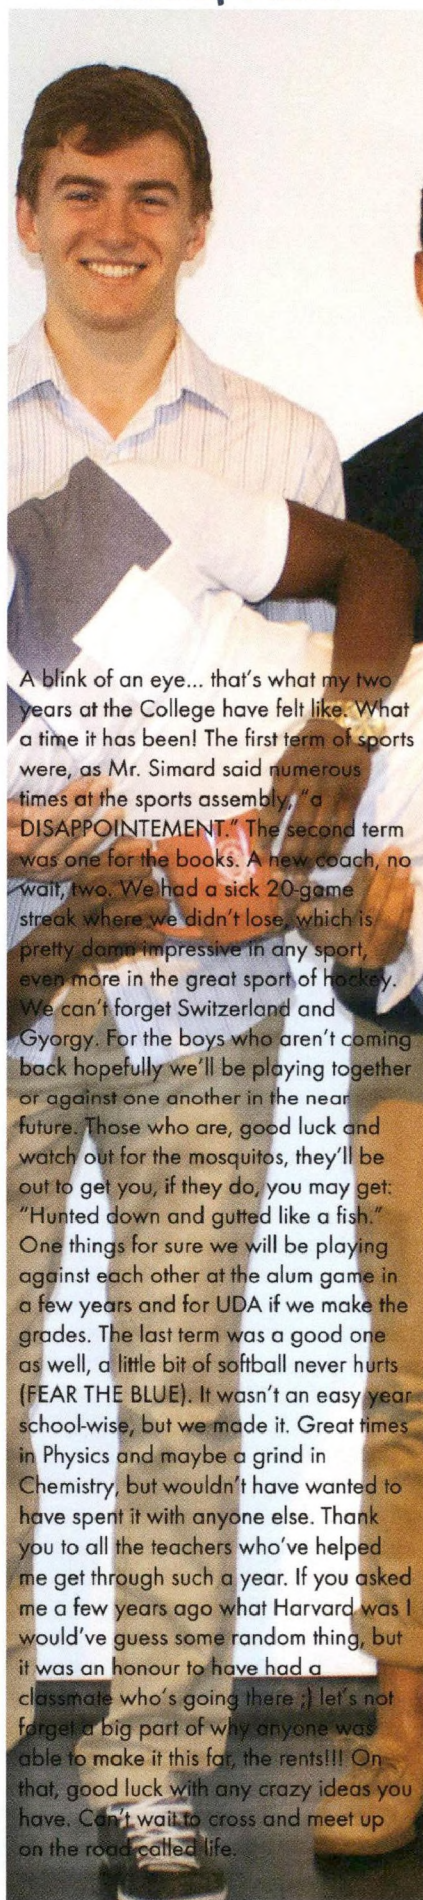 A blink of an eye... that's what my two
years at the College have felt like. What
a time it has been! The first term of sports
were, as Mr. Simard said numerous
times at the sports assembly, "a
DISAPPOINTEMENT." The second term
was one for the books. A new coach, no
wait, two. We had a sick 20-game
streak where we didn't lose, which is
pretty damn impressive in any sport,
even more in the great sport of hockey.
We can't forget Switzerland and
Gyorgy. For the boys who aren't coming
back hopefully we'll be playing together
or against one another in the near
future. Those who are, good luck and
watch out for the mosquitos, they'll be
out to get you, if they do, you may get:
"Hunted down and gutted like a fish."
One things for sure we will be playing
against each other at the alum game in
a few years and for UDA if we make the
grades. The last term was a good one
as well, a little bit of softball never hurts
(FEAR THE BLUE). It wasn't an easy year
school-wise, but we made it. Great times
in Physics and maybe a grind in
Chemistry, but wouldn't have wanted to
have spent it with anyone else. Thank
you to all the teachers who've helped
me get through such a year. If you asked
me a few years ago what Harvard was I
would've guess some random thing, but
it was an honour to have had a
classmate who's going there ;) let's not
forget a big part of why anyone was
able to make it this far, the rents!!! On
that, good luck with any crazy ideas you
have. Can't wait to cross and meet up
on the road called life.